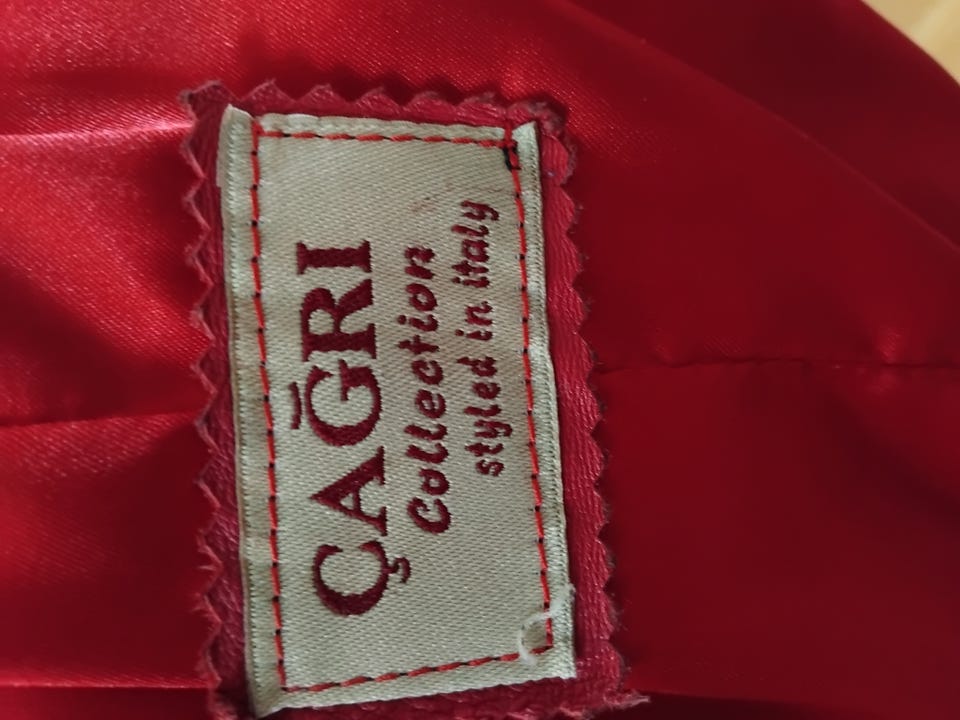 ÇAĞRI
Collection
styled in italy